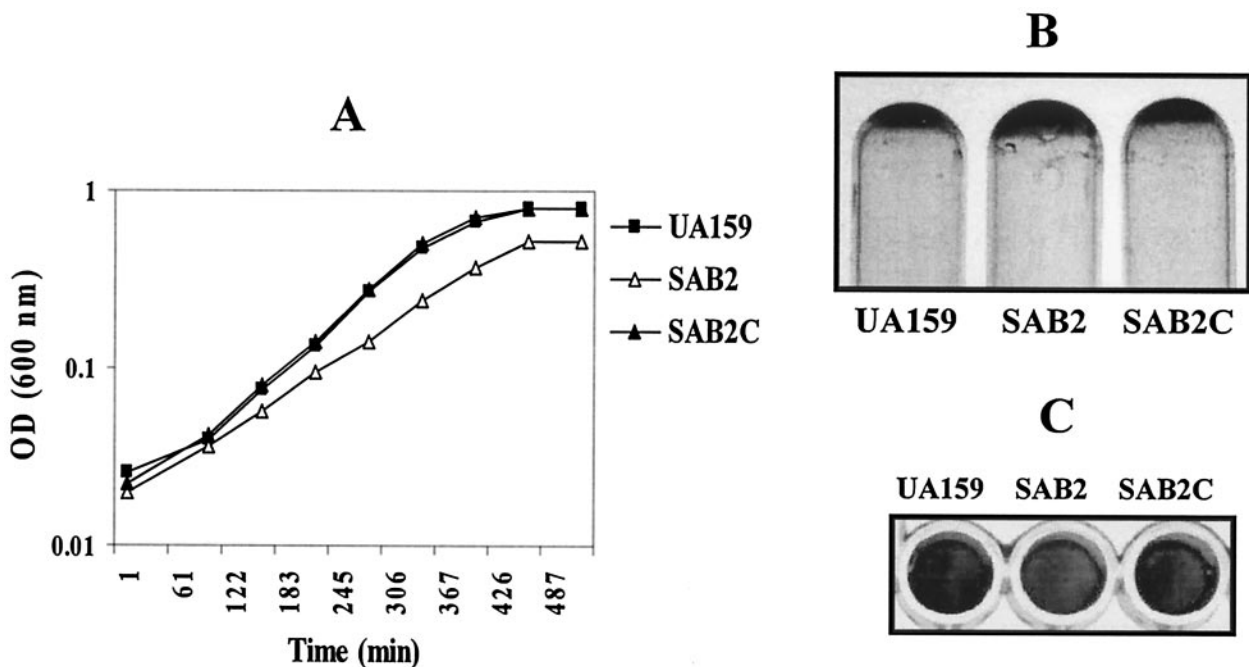 A
1
0.1
0.01
OD (600 nm)
1
61
122
183
245
306
367
426
487
Time (min)
UA159
SAB2
SAB2C
B
UA159 SAB2 SAB2C
C
UA159 SAB2 SAB2C